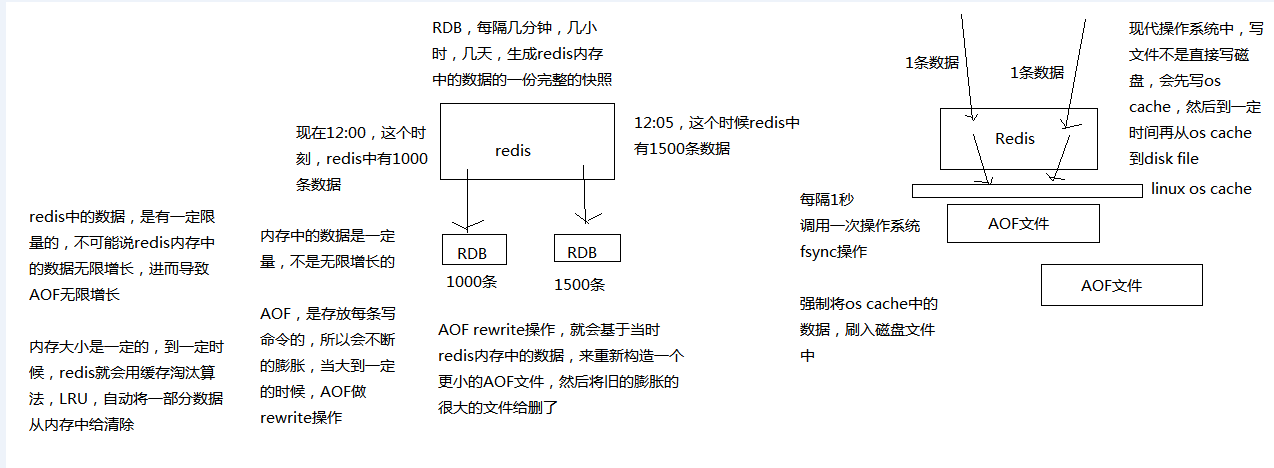 RDB，每隔几分钟，几小
时，几天，生成redis内存
中的数据的一份完整的快照
现在12:00，这个时
刻，redis中有1000
条数据
redis
12:05，这个时候redis中
有1500条数据
RDB
RDB
1000条
1500条
redis中的数据，是有一定限
量的，不可能说redis内存中
的数据无限增长，进而导致
AOF无限增长
内存大小是一定的，到一定时
候，redis就会用缓存淘汰算
法，LRU，自动将一部分数据
从内存中给清除
内存中的数据是一定
量，不是无限增长的
AOF，是存放每条写
命令的，所以会不断
的膨胀，当大到一定
的时候，AOF做
rewrite操作
AOF rewrite操作，就会基于当时
redis内存中的数据，来重新构造一个
更小的AOF文件，然后将旧的膨胀的
很大的文件给删了
1条数据
1条数据
Redis
现代操作系统中，写
文件不是直接写磁
盘，会先写os
cache，然后到一定
时间再从os cache
到disk file
linux os cache
每隔1秒
调用一次操作系统
fsync操作
强制将os cache中的
数据，刷入磁盘文件
中
AOF文件
AOF文件